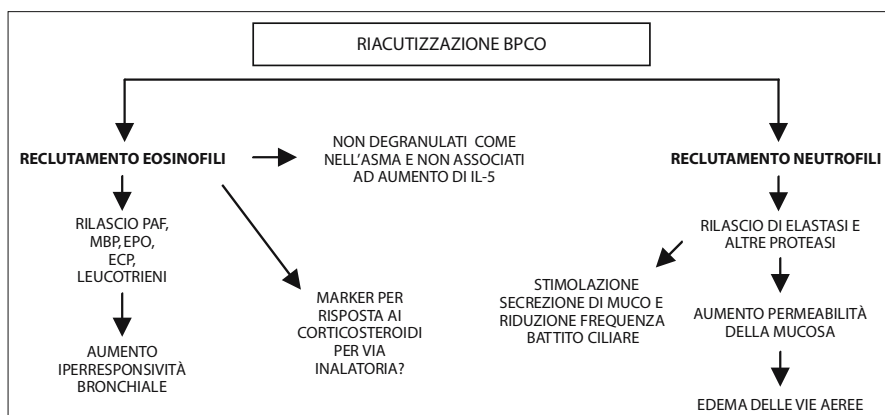 RIACUTIZZAZIONE BPCO
RECLUTAMENTO EOSINOFILI
NON DEGRANULATI COME
NELL'ASMA E NON ASSOCIATI
AD AUMENTO DI IL-5
RECLUTAMENTO NEUTROFILI
RILASCIO PAF,
MBP, EPO,
ECP,
LEUCOTRIENI
MARKER PER
RISPOSTA AI
CORTICOSTEROIDI
PER VIA
INALATORIA?
AUMENTO
IPERRESPONSIVITÀ
BRONCHIALE
RILASCIO DI ELASTASI E
ALTRE PROTEASI
STIMOLAZIONE
SECREZIONE DI MUCO E
RIDUZIONE FREQUENZA
BATTITO CILIARE
AUMENTO PERMEABILITÀ
DELLA MUCOSA
EDEMA DELLE VIE AEREE